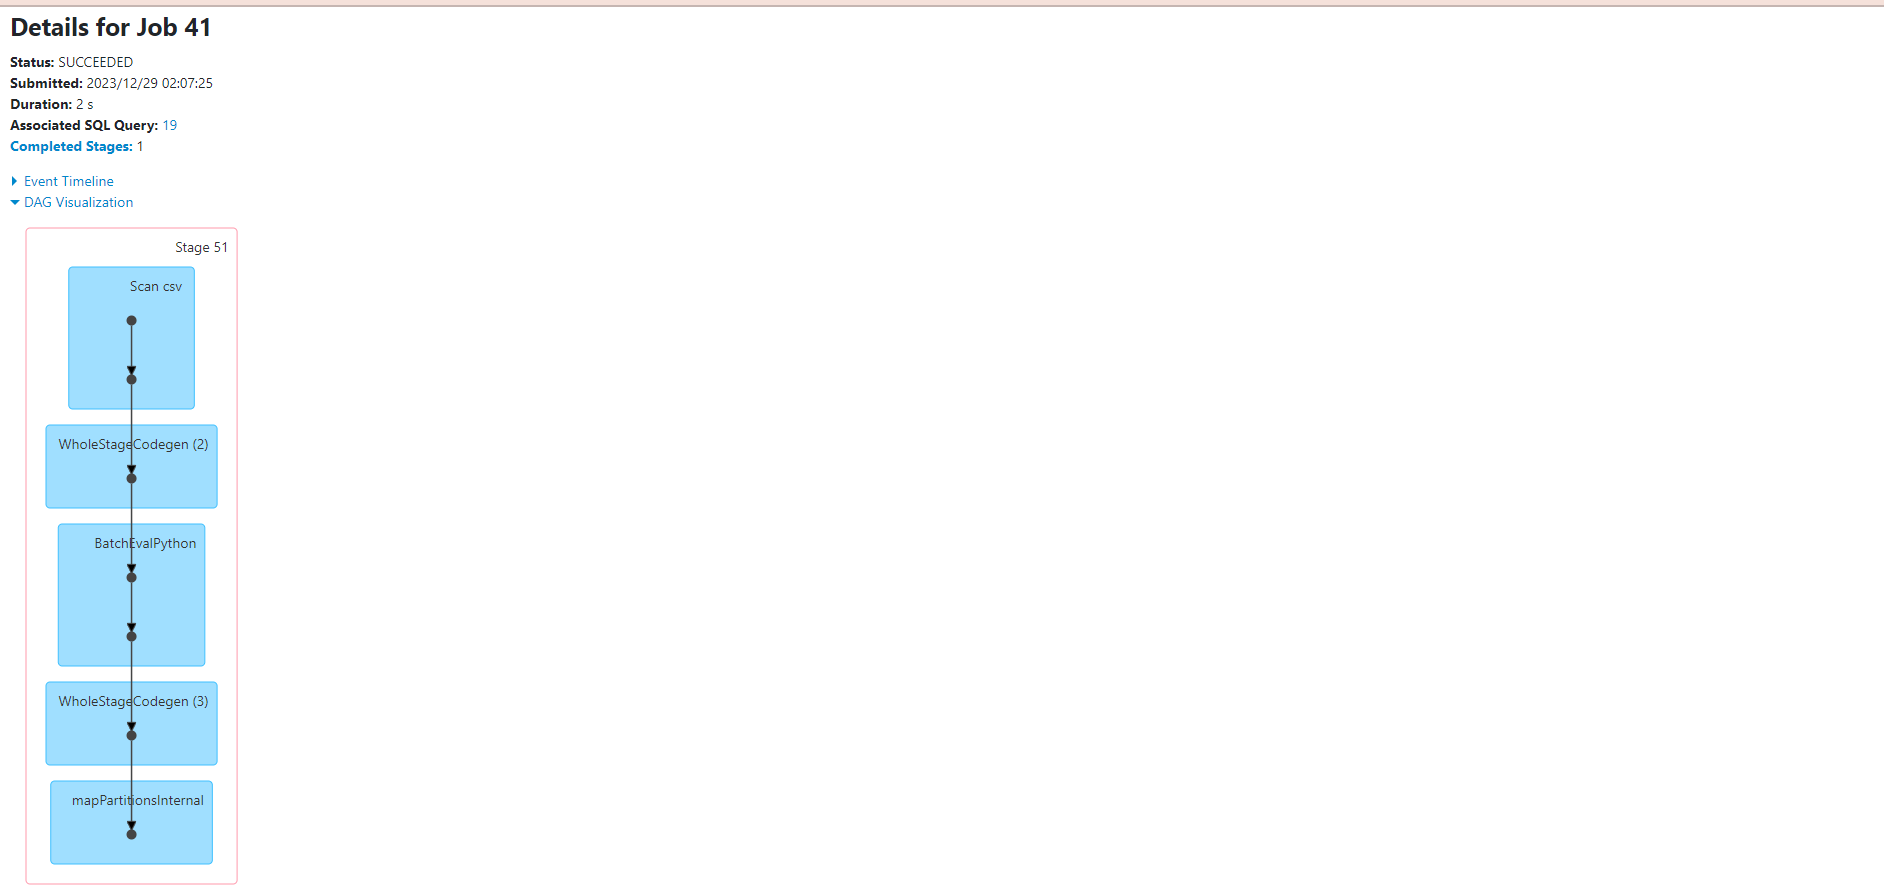 Details for Job 41
Status: SUCCEEDED
Submitted: 2023/12/29 02:07:25
Duration: 2 s
Associated SQL Query: 19
Completed Stages: 1
Event Timeline
DAG Visualization
Stage 51
Scan csv
WholeStageCodegen (2)
BatchEvalPython
WholeStageCodegen (3)
mapPartitionsInternal